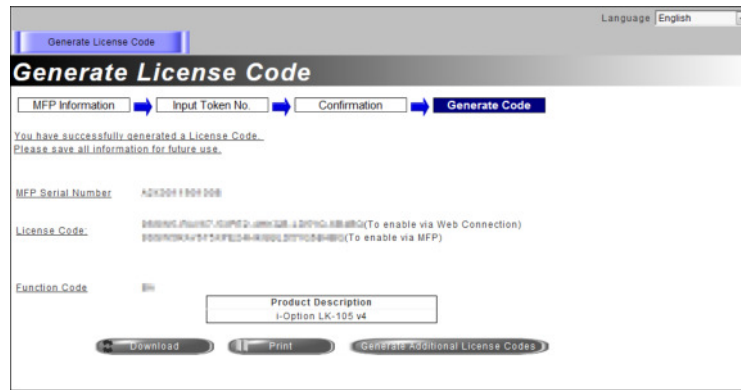 Language English
Generate License Code
Generate License Code
MFP Information Input Token No. Confirmation Generate Code
You have successfully generated a License Code.
Please save all information for future use.
MFP Serial Number
License Code: (To enable via Web Connection)
(To enable via MFP)
Function Code
Product Description
i-Option LK-105 v4
Download Print Generate Additional License Codes